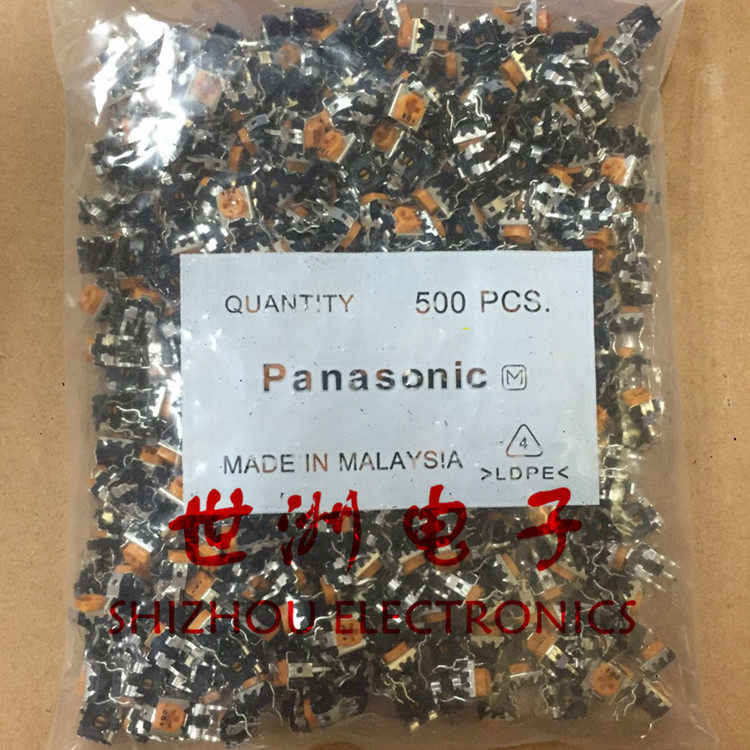 QUANTITY 500 PCS.
Panasonic M
MADE IN MALAYSIA
4
>LDPE<
世洲电子
SHIZHOU ELECTRONICS